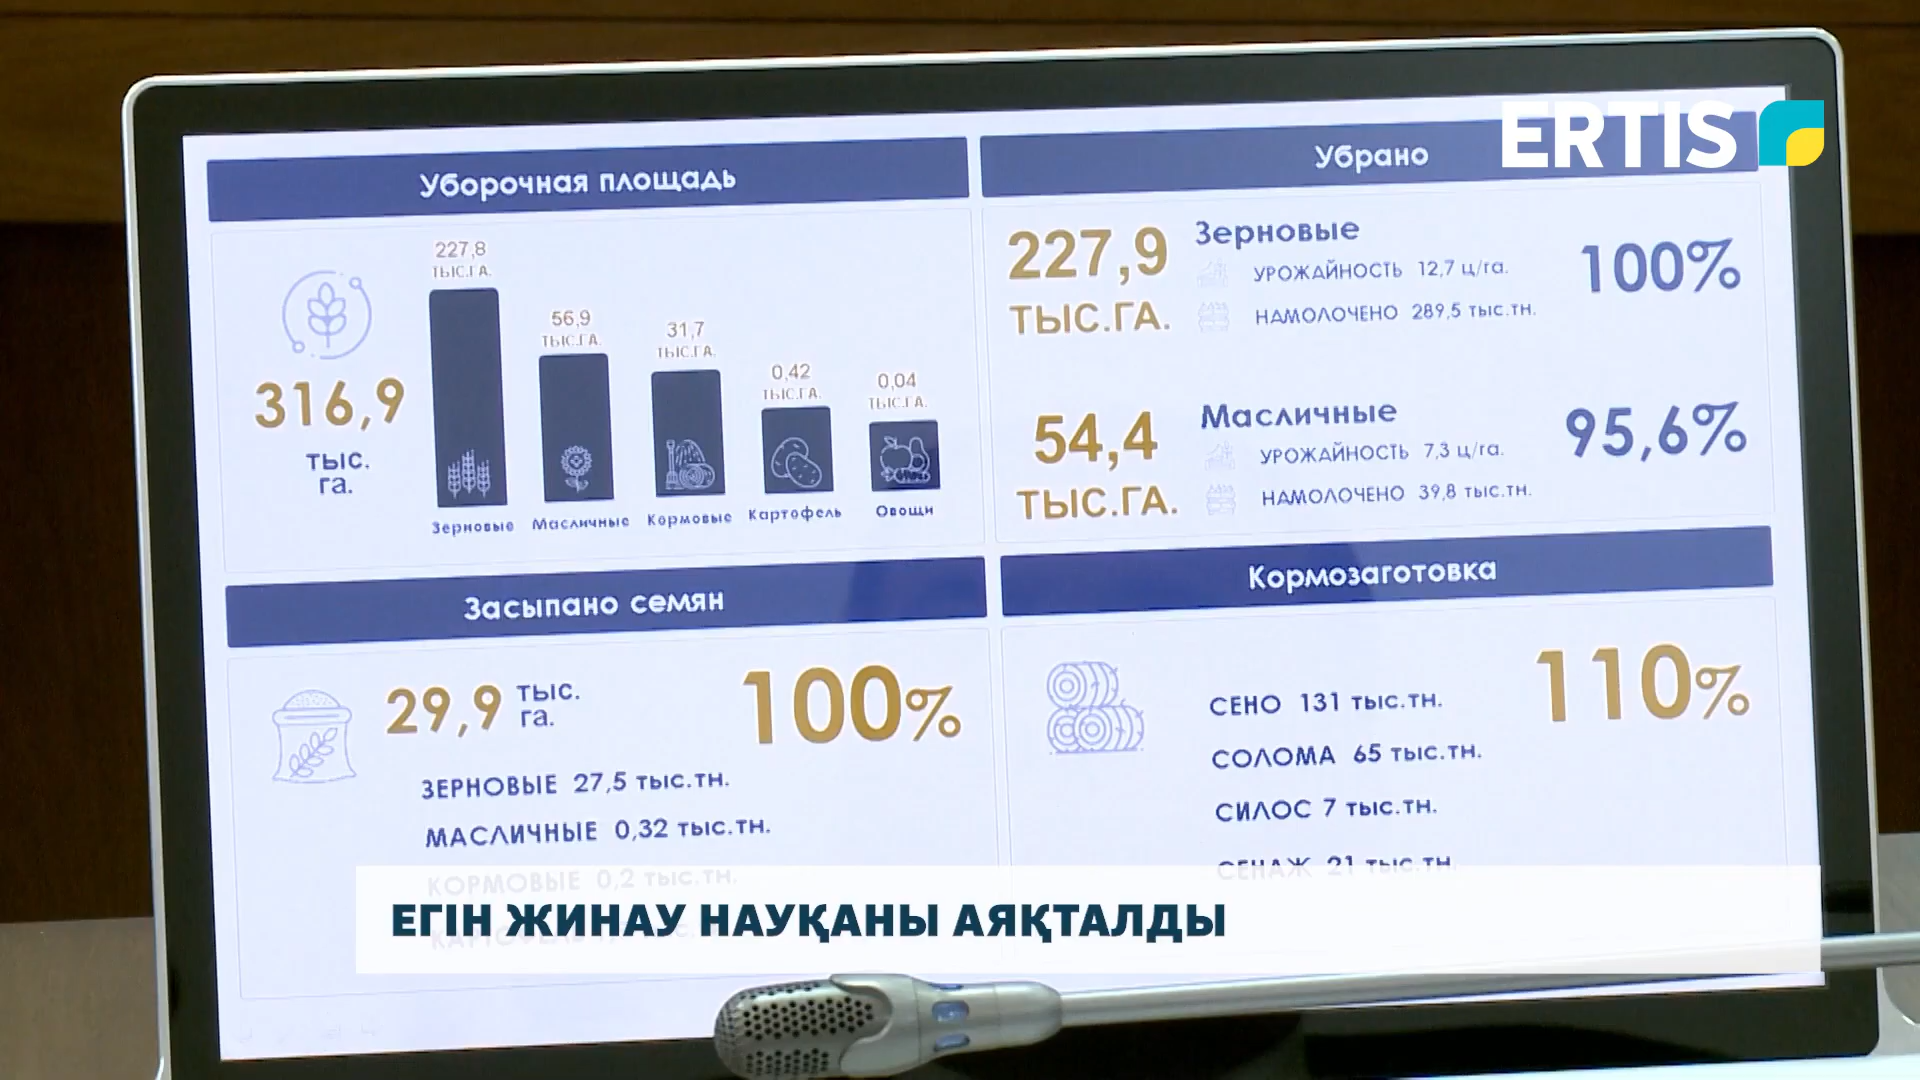 ERTIS
Уборочная площадь
316,9
тыс.
га.
227,8
ТЫС.ГА.
56,9
ТЫС.ГА.
31,7
ТЫС.ГА.
0,42
ТЫС.ГА.
0,04
ТЫС.ГА.
Зерновые
Масличные
Кормовые
Картофель
Овощи
Убрано
227,9
ТЫС.ГА.
Зерновые
УРОЖАЙНОСТЬ 12,7 ц/га.
НАМОЛОЧЕНО 289,5 тыс.тн.
100%
54,4
ТЫС.ГА.
Масличные
УРОЖАЙНОСТЬ 7,3 ц/га.
НАМОЛОЧЕНО 39,8 тыс.тн.
95,6%
Засыпано семян
29,9 тыс.
га.
100%
ЗЕРНОВЫЕ 27,5 тыс.тн.
МАСЛИЧНЫЕ 0,32 тыс.тн.
КОРМОВЫЕ 0,2 тыс.тн.
КАРТОФЕЛЬ
Кормозаготовка
110%
СЕНО 131 тыс.тн.
СОЛОМА 65 тыс.тн.
СИЛОС 7 тыс.тн.
СЕНАЖ 21 тыс.тн.
ЕГІН ЖИНАУ НАУҚАНЫ АЯҚТАЛДЫ